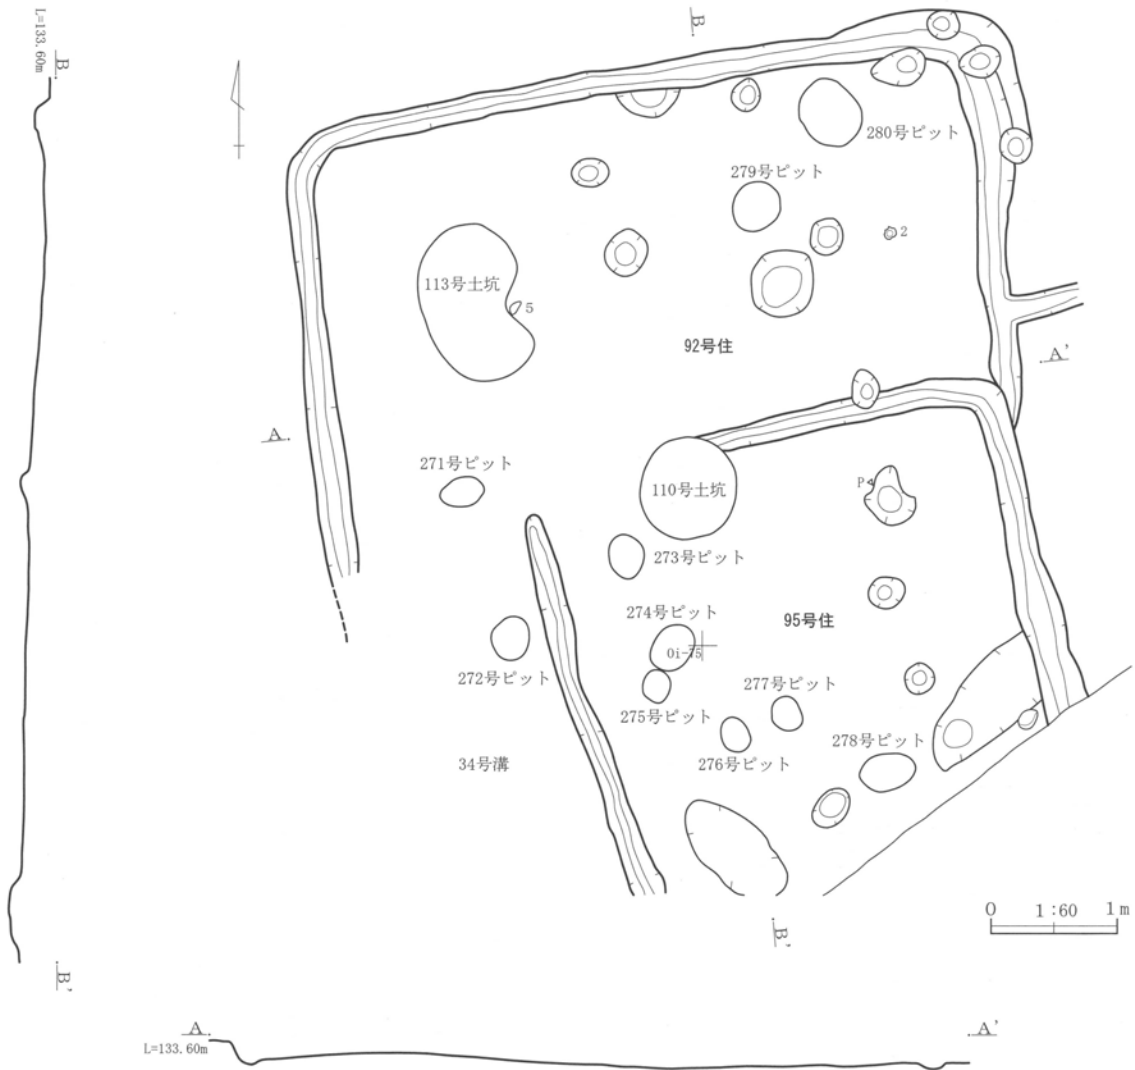 L=133.60m
B.
B.
280号ピット
279号ピット
2
113号土坑
5
92号住
A'
A.
271号ピット
110号土坑
P
273号ピット
274号ピット
95号住
Oi-75
272号ピット
277号ピット
275号ピット
278号ピット
34号溝
276号ピット
0 1:60 1m
B'
B'
A.
A'
L=133.60m